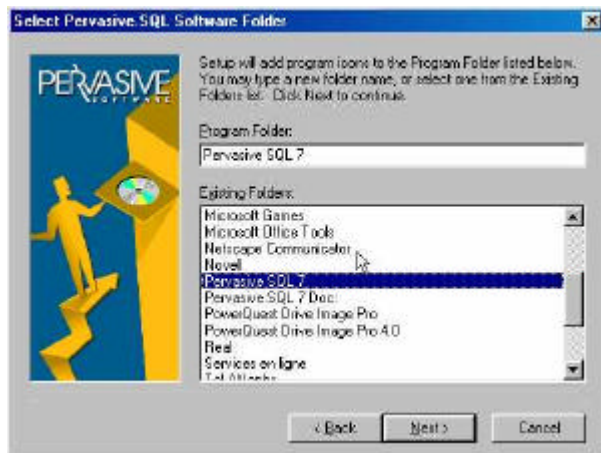 Select Pervasive.SQL Software Folder
PERVASIVE
SOFTWARE
Setup will add program icons to the Program Folder listed below.
You may type a new folder name, or select one from the Existing
Folders list. Click Next to continue.
Program Folder:
Pervasive SQL 7
Existing Folders:
Microsoft Games
Microsoft Office Tools
Netscape Communicator
Novell
Pervasive SQL 7
Pervasive SQL 7 Doc
PowerQuest Drive Image Pro
PowerQuest Drive Image Pro 4.0
Real
Services en ligne
< Back
Next >
Cancel